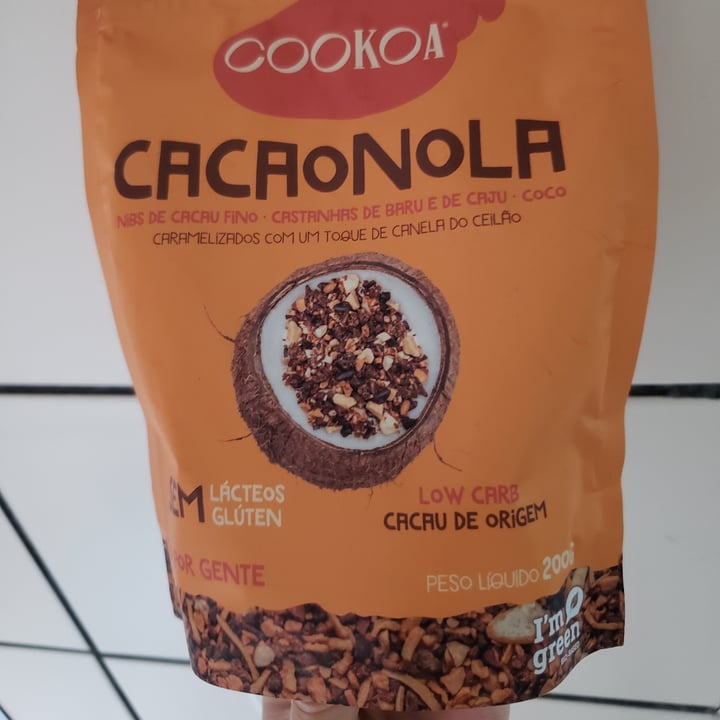 COOKOA
CACAONOLA
NIBS DE CACAU FINO · CASTANHAS DE BARU E DE CAJU · COCO
CARAMELIZADOS COM UM TOQUE DE CANELA DO CEILÃO
SEM LÁCTEOS
GLÚTEN
LOW CARB
CACAU DE ORIGEM
POR GENTE
PESO LÍQUIDO 200G
I'm
green